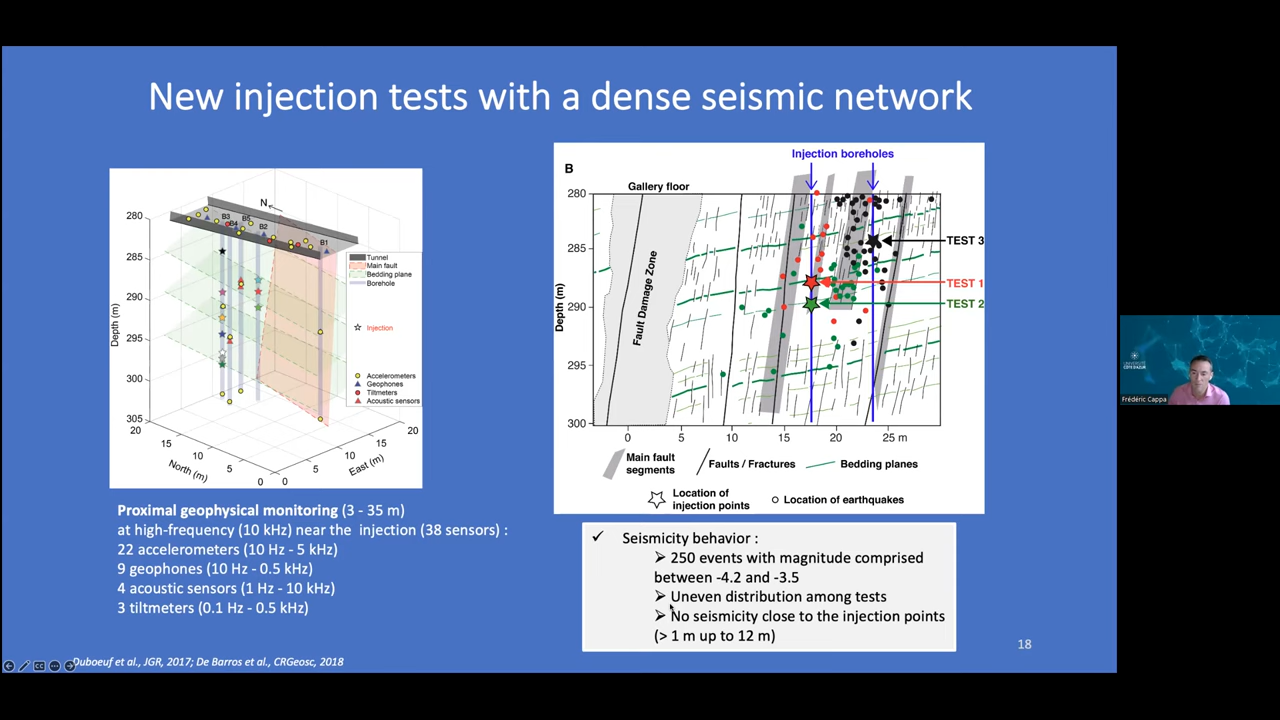 New injection tests with a dense seismic network
N
B3
B5
B4
B2
B1
280
285
290
295
300
305
Depth (m)
20
15
10
5
0
North (m)
0
5
10
15
20
East (m)
Tunnel
Main fault
Bedding plane
Borehole
Injection
Accelerometers
Geophones
Tiltmeters
Acoustic sensors
Injection boreholes
B
Gallery floor
280
285
290
295
300
Depth (m)
Fault Damage Zone
TEST 3
TEST 1
TEST 2
0 5 10 15 20 25 m
Main fault segments
Faults / Fractures
Bedding planes
Location of injection points
Location of earthquakes
Proximal geophysical monitoring (3 - 35 m)
at high-frequency (10 kHz) near the injection (38 sensors) :
22 accelerometers (10 Hz - 5 kHz)
9 geophones (10 Hz - 0.5 kHz)
4 acoustic sensors (1 Hz - 10 kHz)
3 tiltmeters (0.1 Hz - 0.5 kHz)
✓ Seismicity behavior :
➢ 250 events with magnitude comprised
between -4.2 and -3.5
➢ Uneven distribution among tests
➢ No seismicity close to the injection points
(> 1 m up to 12 m)
18
Duboeuf et al., JGR, 2017; De Barros et al., CRGeosc, 2018
UNIVERSITÉ
CÔTE D'AZUR
Frédéric Cappa